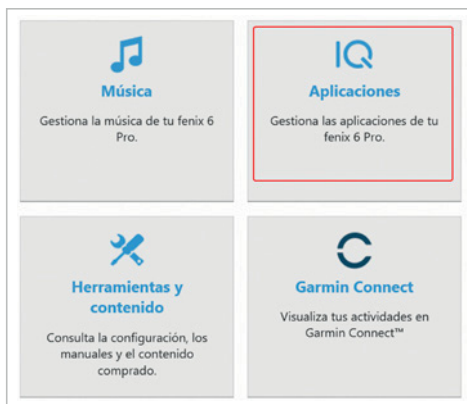 Música
Gestiona la música de tu fenix 6
Pro.
IQ
Aplicaciones
Gestiona las aplicaciones de tu
fenix 6 Pro.
Herramientas y
contenido
Consulta la configuración, los
manuales y el contenido
comprado.
Garmin Connect
Visualiza tus actividades en
Garmin Connect™